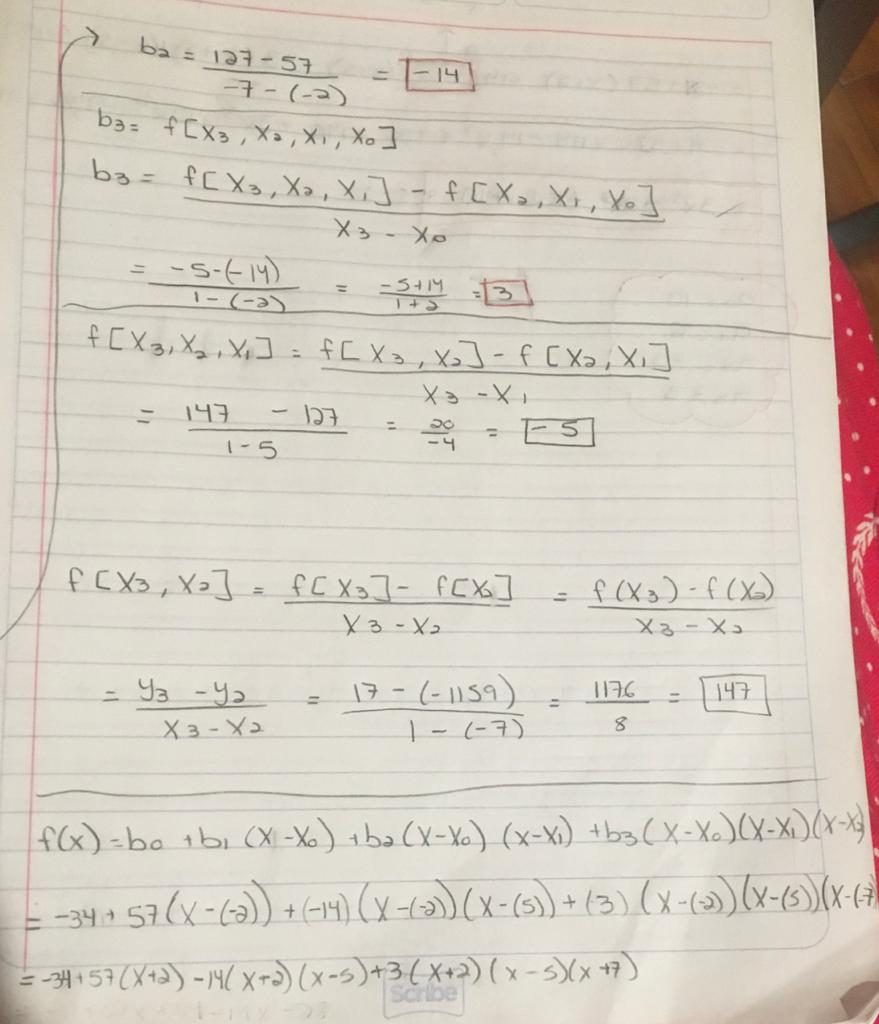 b2 = 127 - 57 / -7 - (-2) = -14
b3 = f[X3, X2, X1, X0]
b3 = f[X3, X2, X1] - f[X2, X1, X0] / X3 - X0
= -5-(-14) / 1-(-2) = -5+14 / 1+2 = 3
f[X3, X2, X1] = f[X3, X2] - f[X2, X1] / X3 - X1
= 147 - 127 / 1-5 = 20 / -4 = -5
f[X3, X2] = f[X3] - f[X2] / X3 - X2 = f(X3) - f(X2) / X3 - X2
= y3 - y2 / X3 - X2 = 17 - (-1159) / 1 - (-7) = 1176 / 8 = 147
f(x) = b0 + b1 (X-X0) + b2 (X-X0) (X-X1) + b3 (X-X0)(X-X1)(X-X2)
= -34 + 57 (X-(-2)) + (-14) (X-(-2))(X-(5)) + (3) (X-(-2))(X-(5))(X-(-7
= -34+57(X+2) -14(X+2)(x-5)+3(X+2)(x-5)(x+7)
Scribe